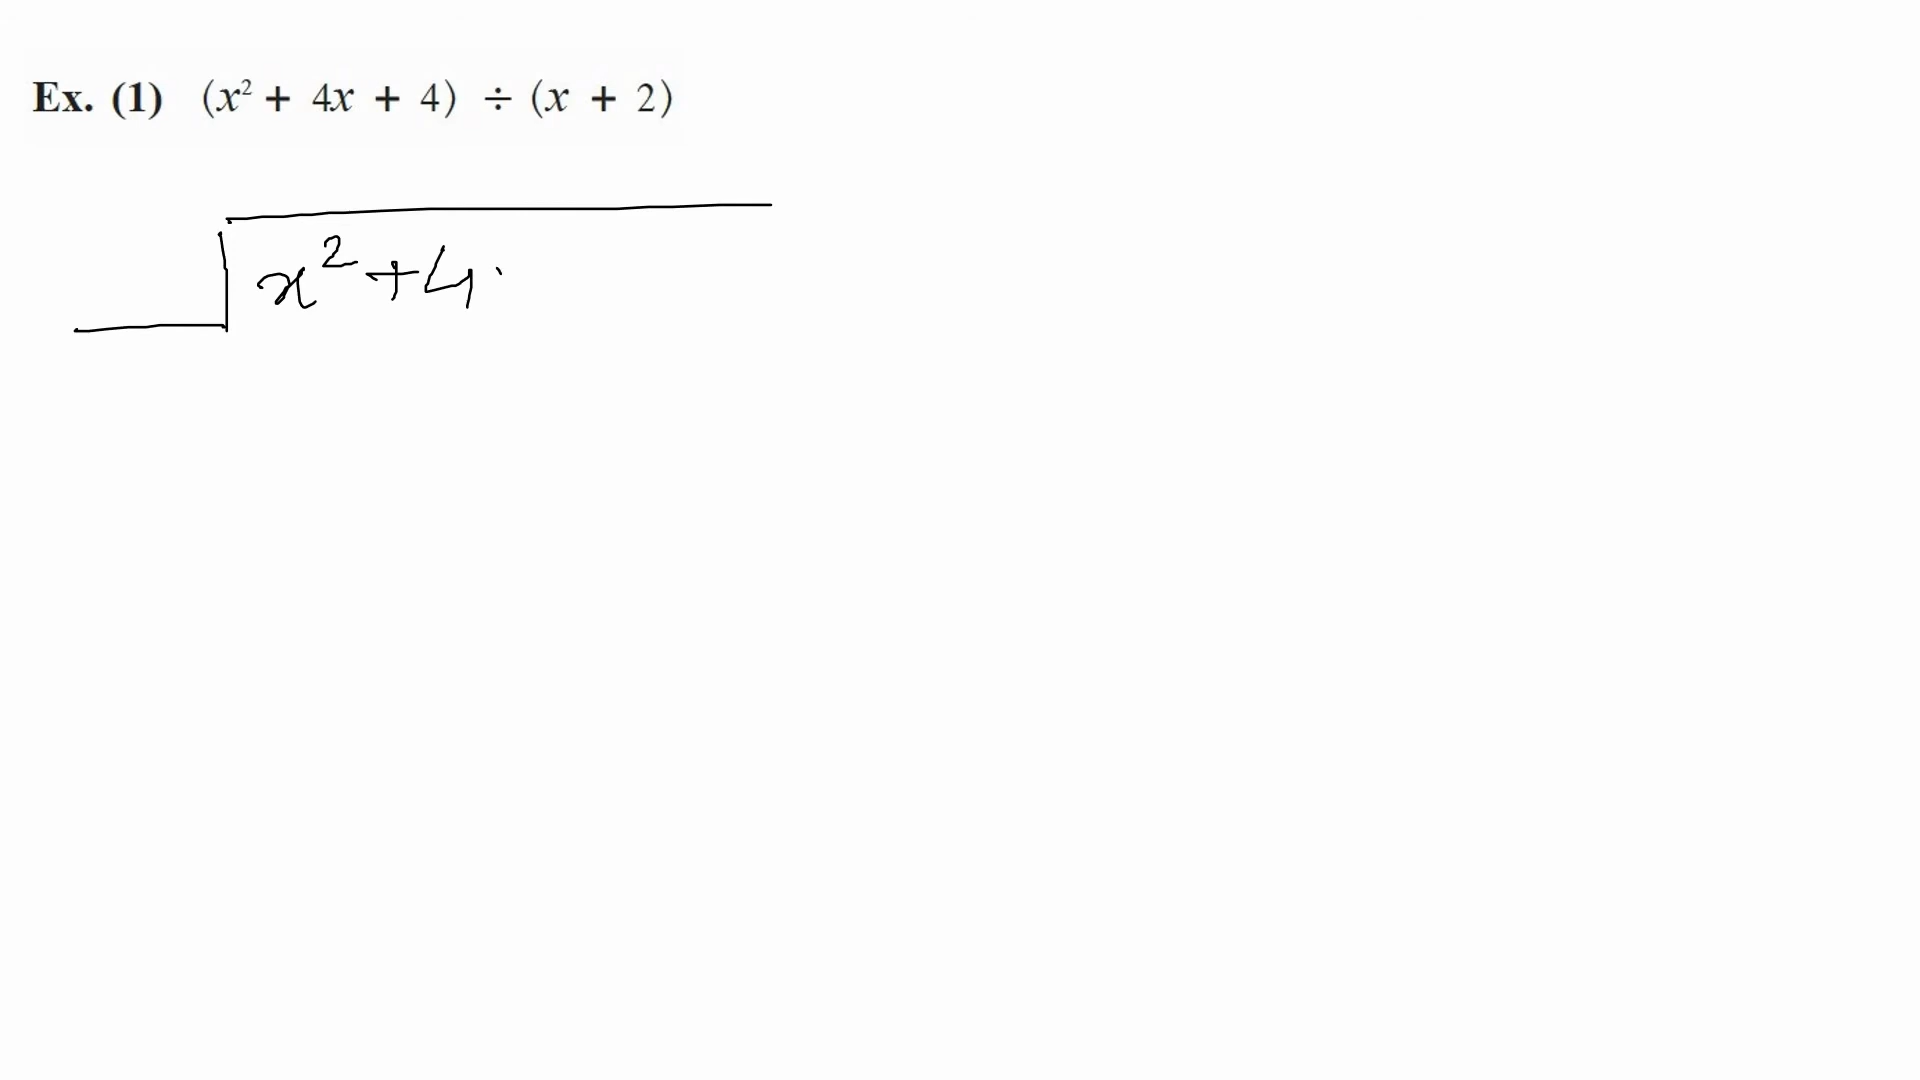 Ex. (1) (x² + 4x + 4) ÷ (x + 2)
x² + 4